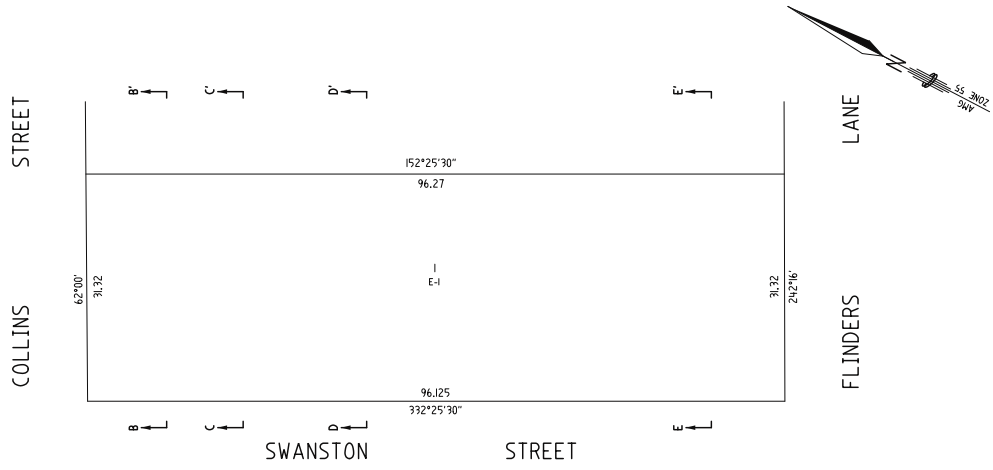 N
AMG
ZONE 55
B'
C'
D'
E'
COLLINS STREET
FLINDERS LANE
152°25'30"
96.27
62°00'
31.32
1
E-1
31.32
242°16'
96.125
332°25'30"
B
C
D
E
SWANSTON STREET